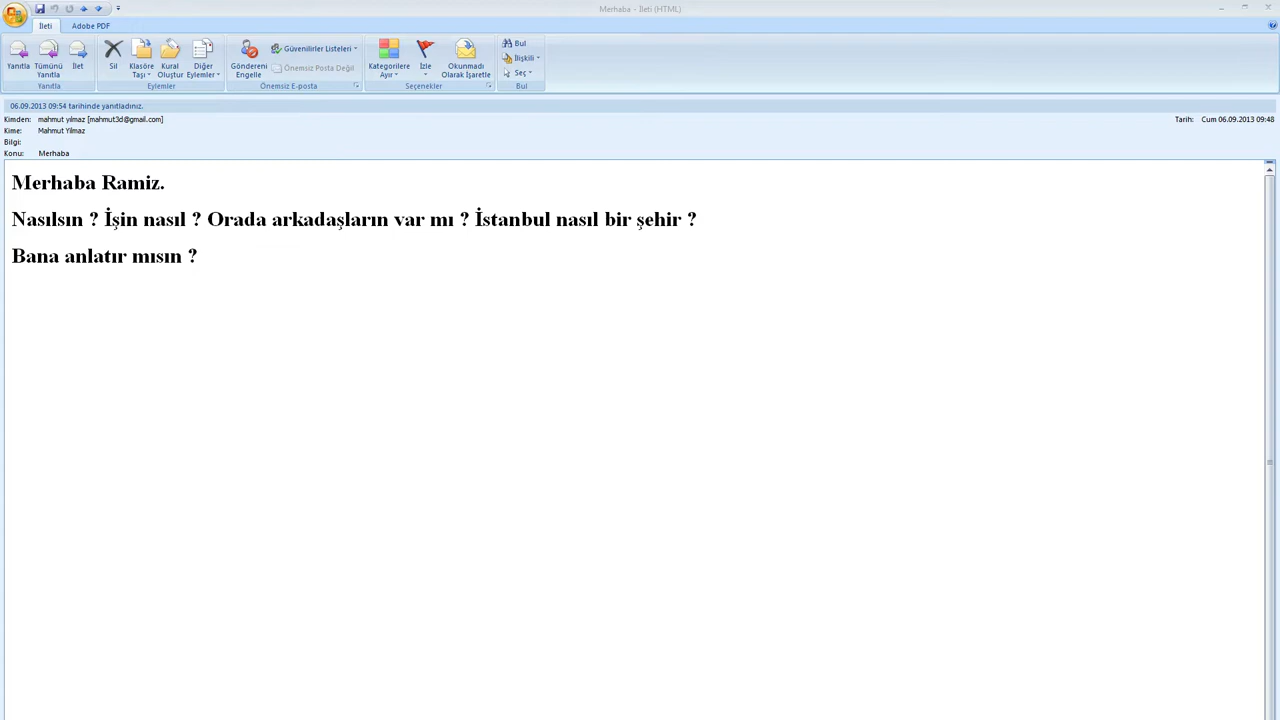 Merhaba - İleti (HTML)
İleti Adobe PDF
Yanıtla Tümünü Yanıtla İlet Sil Klasöre Taşı Kural Oluştur Diğer Eylemler Göndereni Engelle Güvenilirler Listeleri Önemsiz Posta Değil Kategorilere Ayır İzle Okunmadı Olarak İşaretle Bul İlişkili Seç
Yanıtla Eylemler Önemsiz E-posta Seçenekler Bul
06.09.2013 09:54 tarihinde yanıtladınız.
Kimden: mahmut yılmaz [mahmut3d@gmail.com] Tarih: Cum 06.09.2013 09:48
Kime: Mahmut Yilmaz
Bilgi:
Konu: Merhaba
Merhaba Ramiz.
Nasılsın ? İşin nasıl ? Orada arkadaşların var mı ? İstanbul nasıl bir şehir ?
Bana anlatır mısın ?